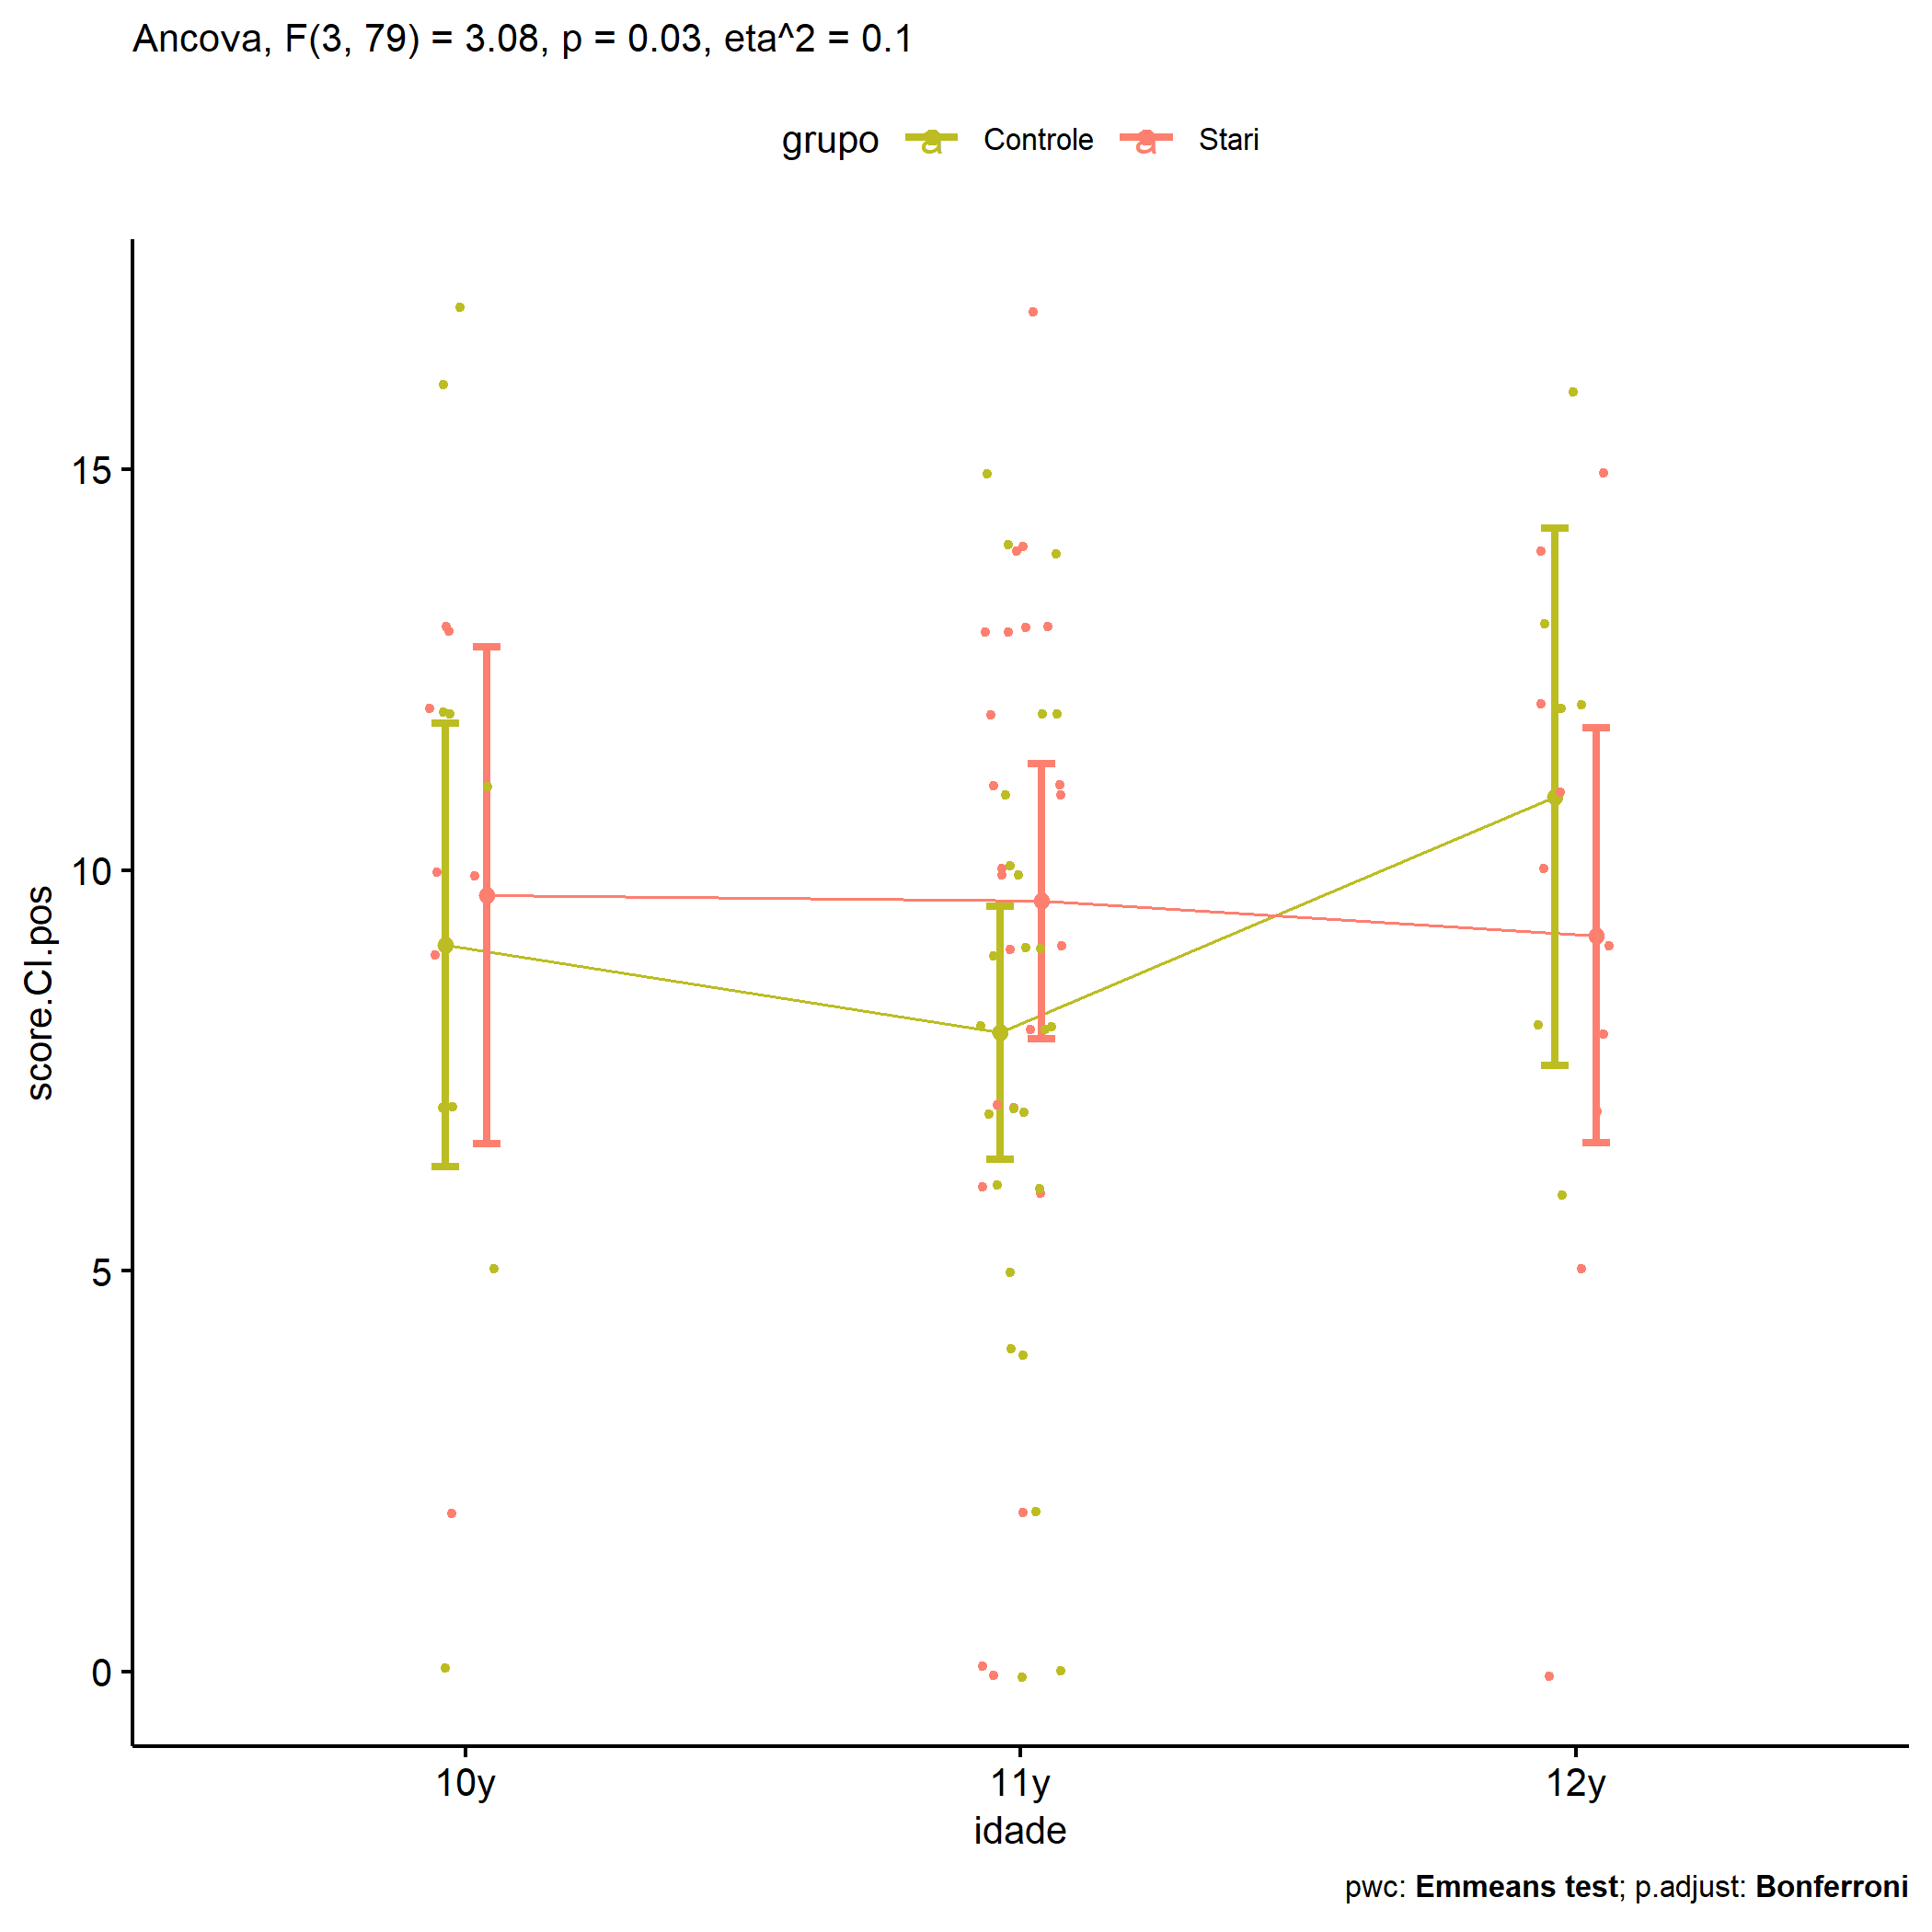 Ancova, F(3, 79) = 3.08, p = 0.03, eta^2 = 0.1
grupo a Controle a Stari
15
10
5
0
score.CI.pos
10y 11y 12y
idade
pwc: Emmeans test; p.adjust: Bonferroni